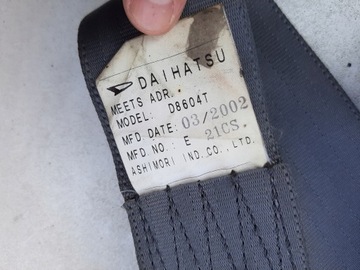 DAIHATSU
MEETS ADR.
MODEL: D8604T
MFD. DATE: 03/2002
MFD. NO.: E 21CS.
ASHIMORI IND. CO., LTD.